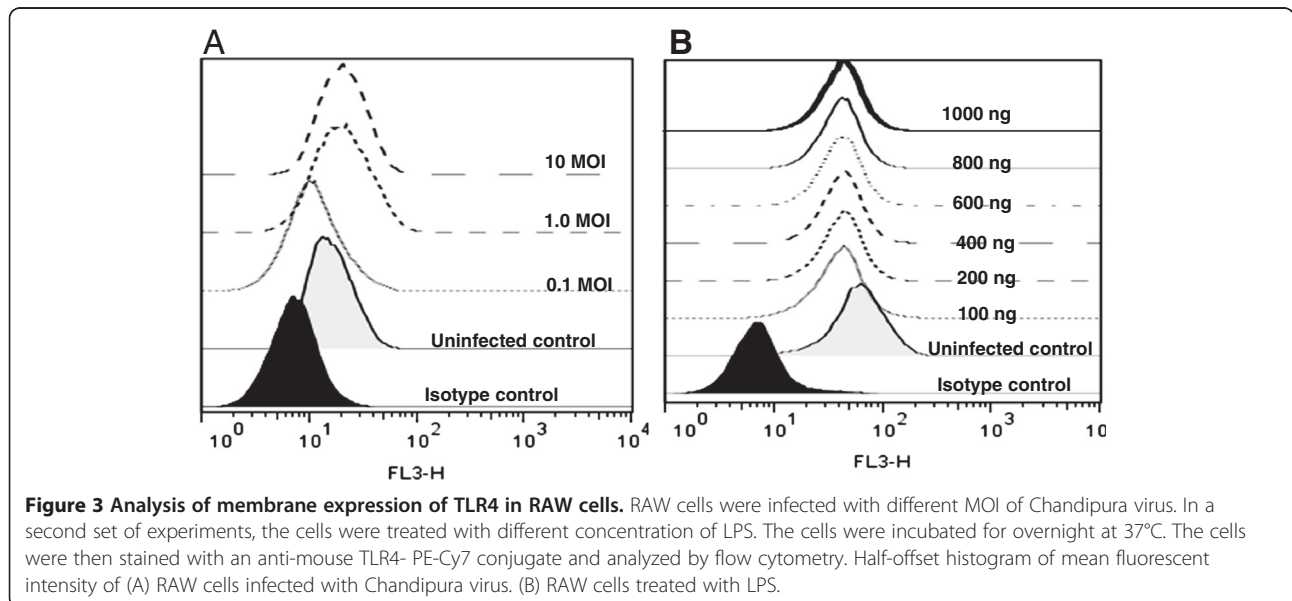 A
10 MOI
1.0 MOI
0.1 MOI
Uninfected control
Isotype control
10⁰ 10¹ 10² 10³ 10⁴
FL3-H
B
1000 ng
800 ng
600 ng
400 ng
200 ng
100 ng
Uninfected control
Isotype control
10⁰ 10¹ 10² 10³ 10
FL3-H
Figure 3 Analysis of membrane expression of TLR4 in RAW cells. RAW cells were infected with different MOI of Chandipura virus. In a
second set of experiments, the cells were treated with different concentration of LPS. The cells were incubated for overnight at 37°C. The cells
were then stained with an anti-mouse TLR4- PE-Cy7 conjugate and analyzed by flow cytometry. Half-offset histogram of mean fluorescent
intensity of (A) RAW cells infected with Chandipura virus. (B) RAW cells treated with LPS.